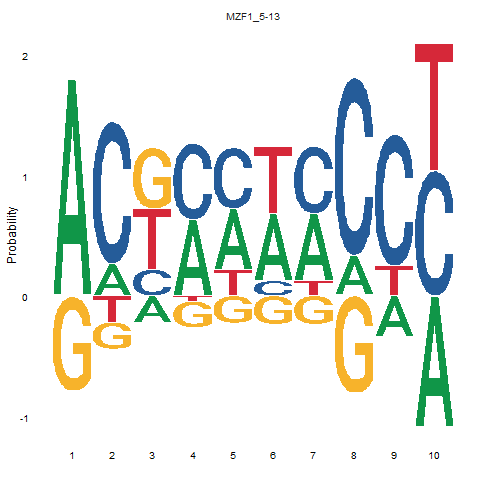 MZF1_5-13
Probability
2
1
0
-1
A G
C A T G
G T C A
C A T G
C A T G
T A C G
C A T G
C A G
C T A
T C A
1 2 3 4 5 6 7 8 9 10